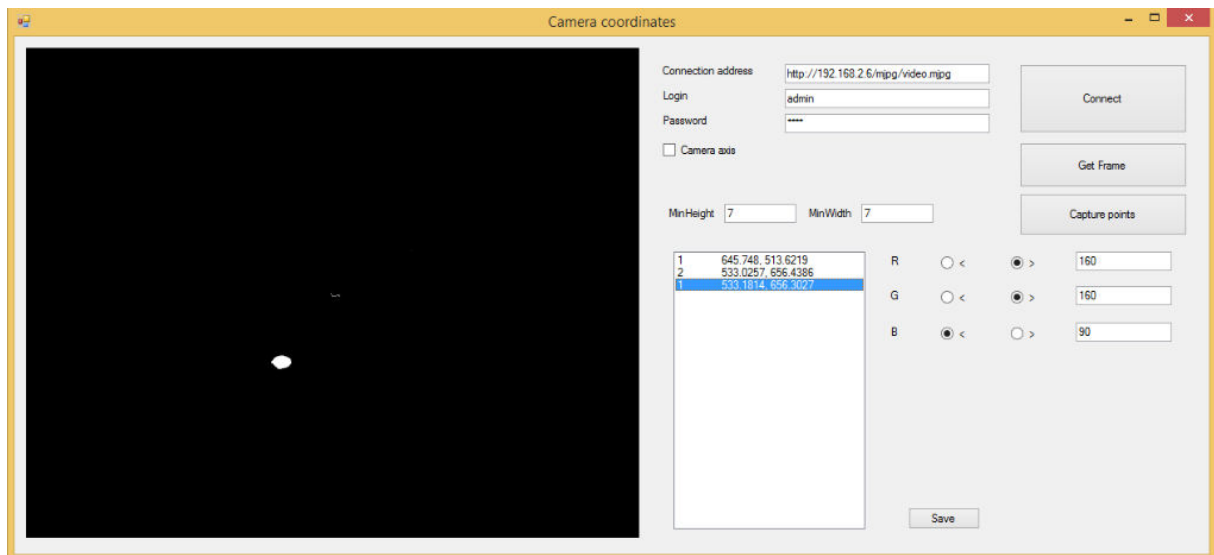 Camera coordinates
Connection address http://192.168.2.6/mjpg/video.mjpg
Login admin
Password ****
Connect
Camera axis
Get Frame
MinHeight 7 MinWidth 7
Capture points
1 645.748, 513.6219
2 533.0257, 656.4386
1 533.1814, 656.3027
R < > 160
G < > 160
B < > 90
Save